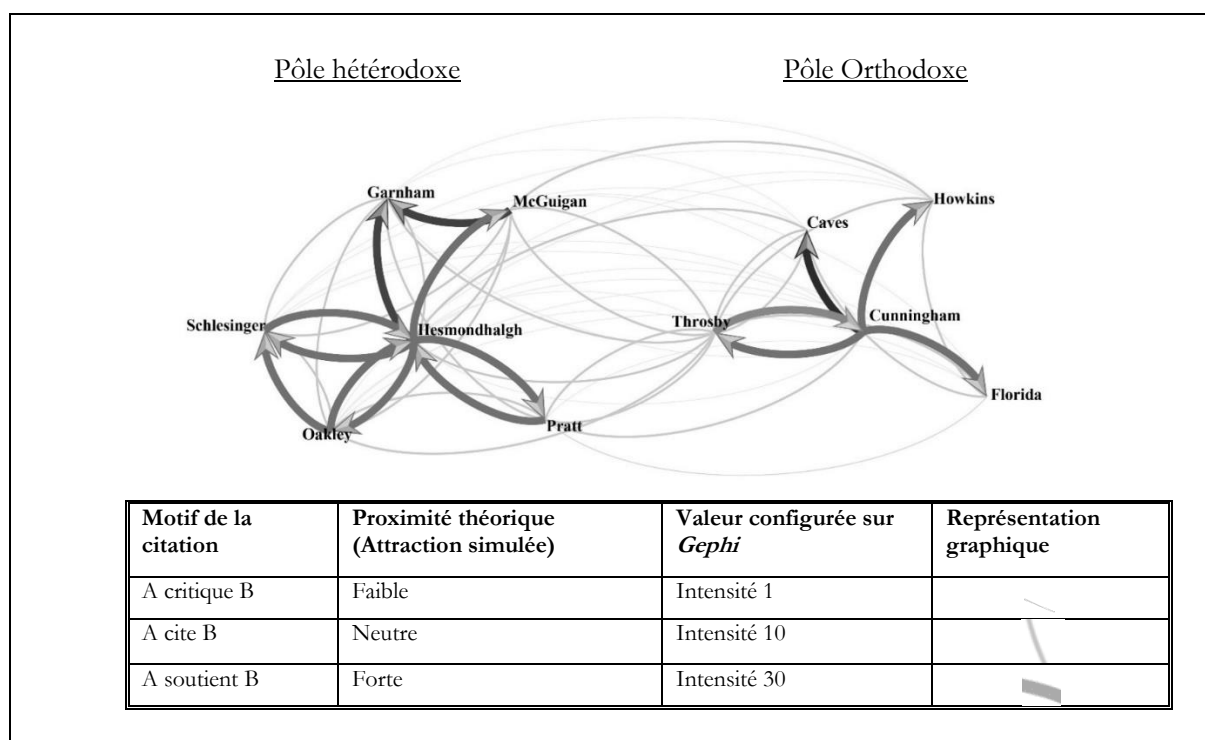 Pôle hétérodoxe
Pôle Orthodoxe
Garnham
McGuigan
Howkins
Caves
Schlesinger
Hesmondhalgh
Throsby
Cunningham
Florida
Oakley
Pratt
Motif de la citation
Proximité théorique (Attraction simulée)
Valeur configurée sur Gephi
Représentation graphique
A critique B
Faible
Intensité 1
A cite B
Neutre
Intensité 10
A soutient B
Forte
Intensité 30